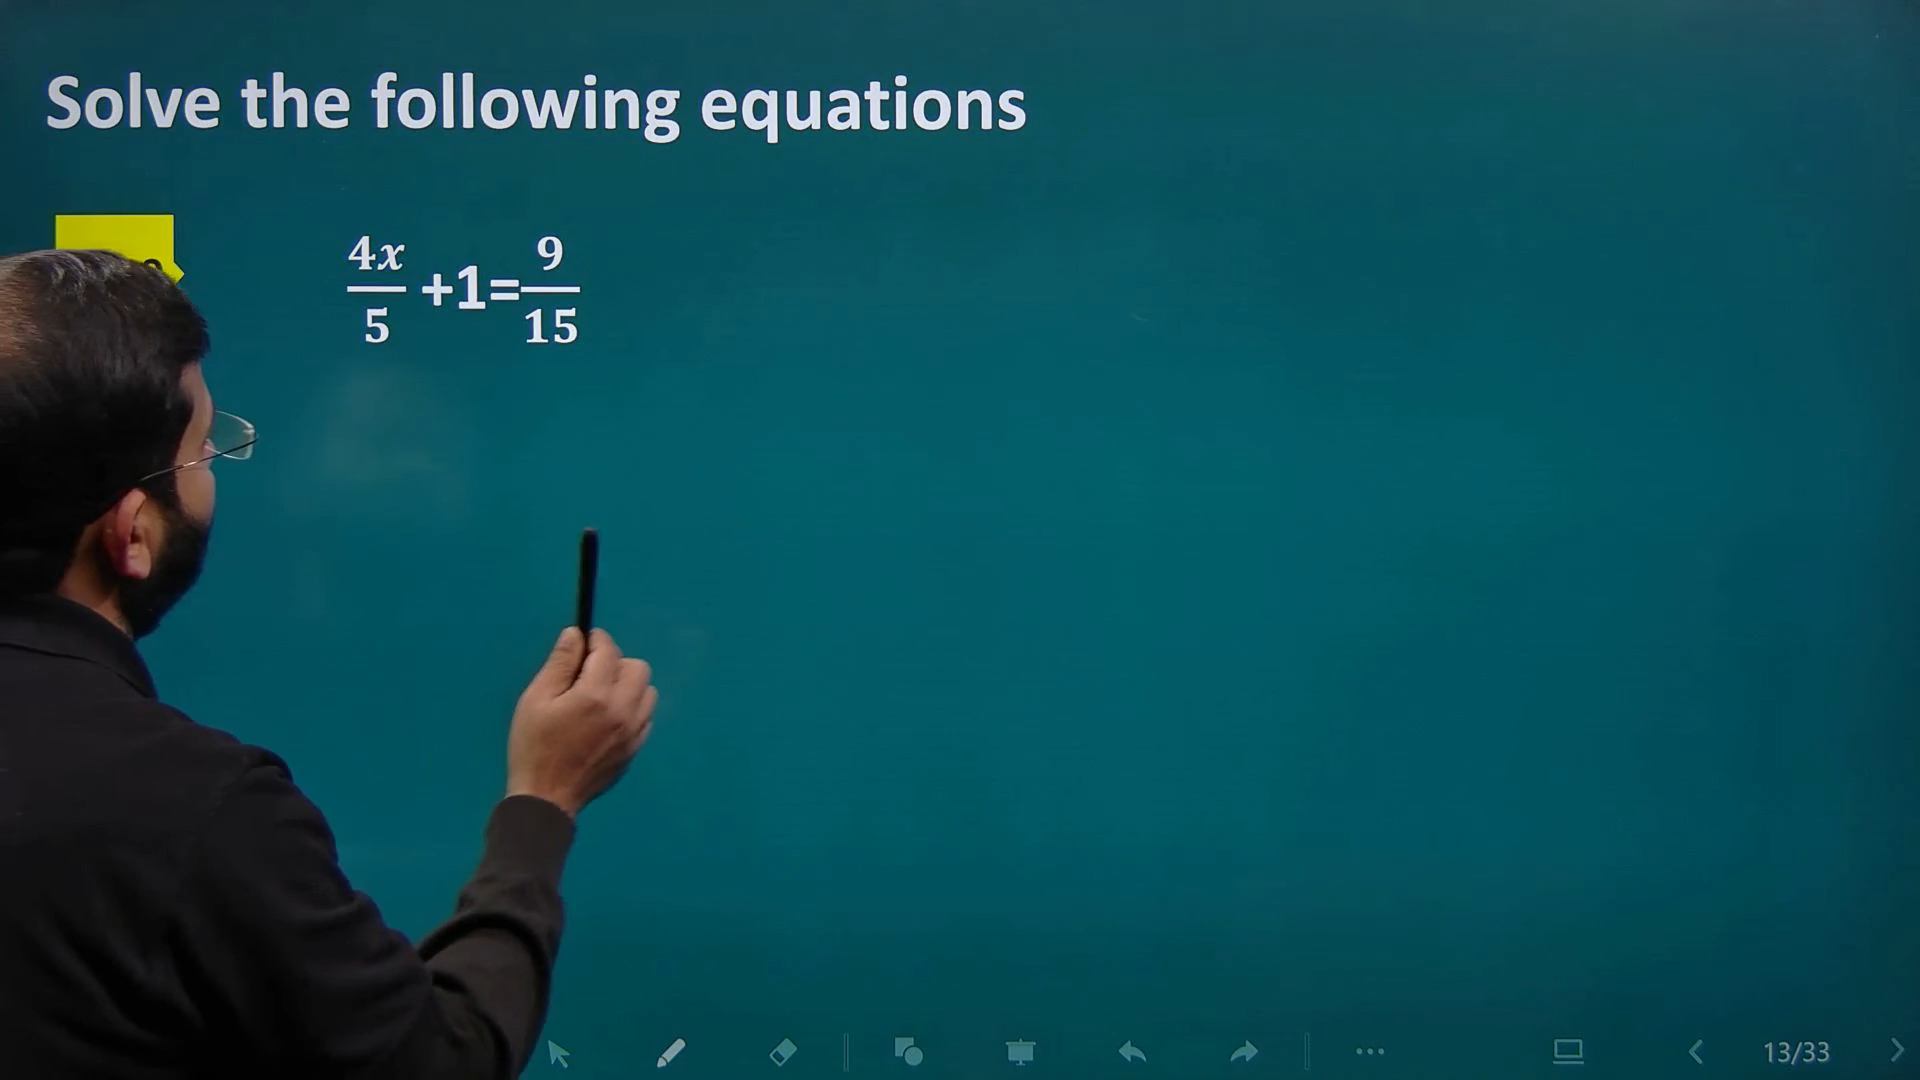 Solve the following equations
4x/5 +1=9/15
13/33